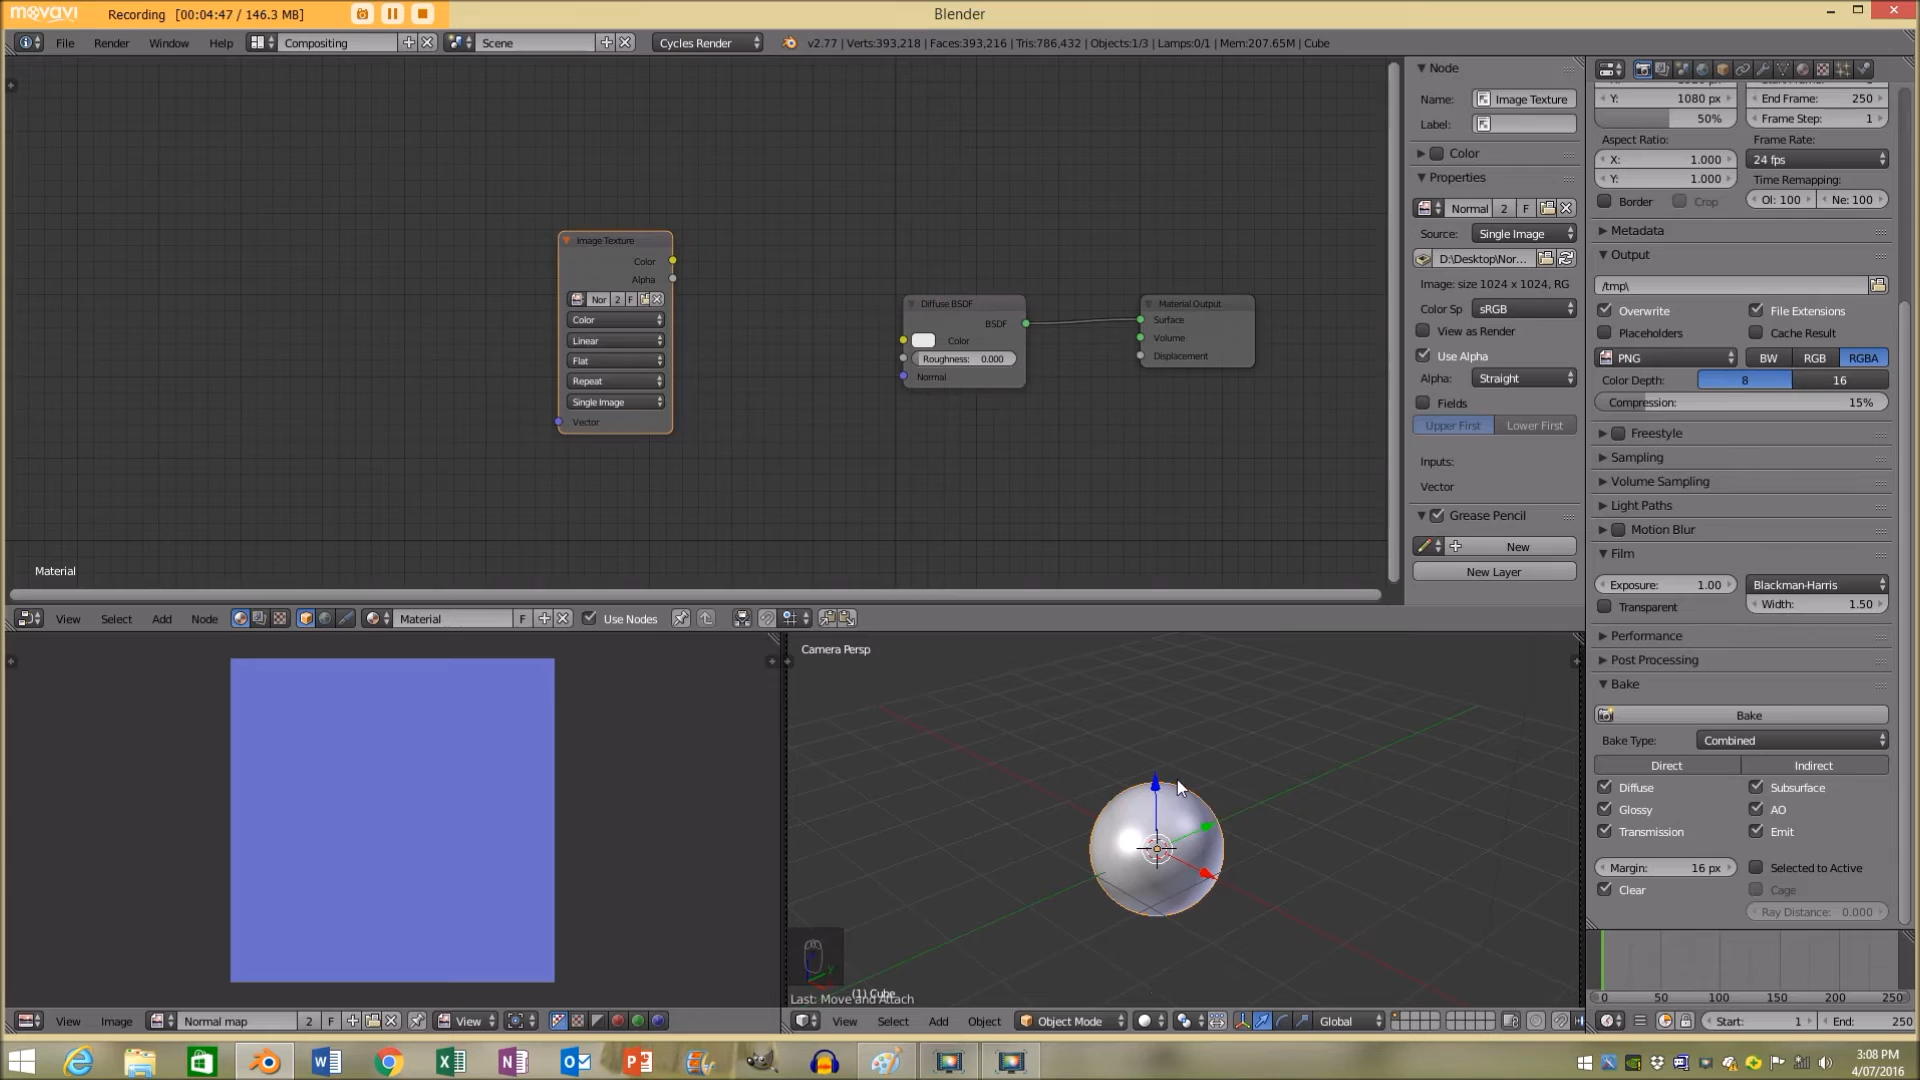 movavi Recording [00:04:47 / 146.3 MB] Blender
File Render Window Help Compositing Scene Cycles Render v2.77 | Verts:393,218 | Faces:393,216 | Tris:786,432 | Objects:1/3 | Lamps:0/1 | Mem:207.65M | Cube
Image Texture
Color
Alpha
Nor 2 F
Color
Linear
Flat
Repeat
Single Image
Vector
Diffuse BSDF
BSDF
Color
Roughness: 0.000
Normal
Material Output
Surface
Volume
Displacement
Material
Node
Name: Image Texture
Label:
Color
Properties
Normal 2 F
Source: Single Image
D:\Desktop\Nor...
Image: size 1024 x 1024, RG
Color Sp sRGB
View as Render
Use Alpha
Alpha: Straight
Fields
Upper First Lower First
Inputs:
Vector
Grease Pencil
New
New Layer
Y: 1080 px End Frame: 250
50% Frame Step: 1
Aspect Ratio: Frame Rate:
X: 1.000 24 fps
Y: 1.000 Time Remapping:
Border Crop Ol: 100 Ne: 100
Metadata
Output
/tmp\
Overwrite File Extensions
Placeholders Cache Result
PNG BW RGB RGBA
Color Depth: 8 16
Compression: 15%
Freestyle
Sampling
Volume Sampling
Light Paths
Motion Blur
Film
Exposure: 1.00 Blackman-Harris
Transparent Width: 1.50
Performance
Post Processing
Bake
Bake
Bake Type: Combined
Direct Indirect
Diffuse Subsurface
Glossy AO
Transmission Emit
Margin: 16 px Selected to Active
Clear Cage
Ray Distance: 0.000
View Select Add Node Material F Use Nodes
Camera Persp
(1) Cube
Last: Move and Attach
0 50 100 150 200 250
View Image Normal map 2 F View
View Select Add Object Object Mode Global
Start: 1 End: 250
3:08 PM
4/07/2016